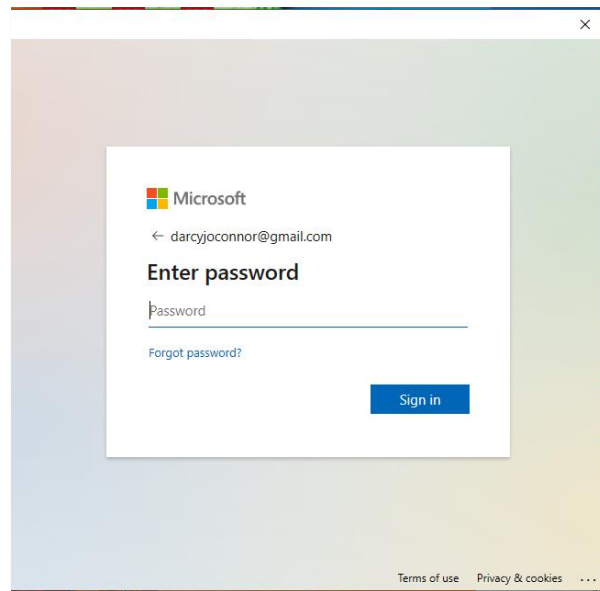 Microsoft
← darcyjoconnor@gmail.com
Enter password
Password
Forgot password?
Sign in
Terms of use Privacy & cookies ...